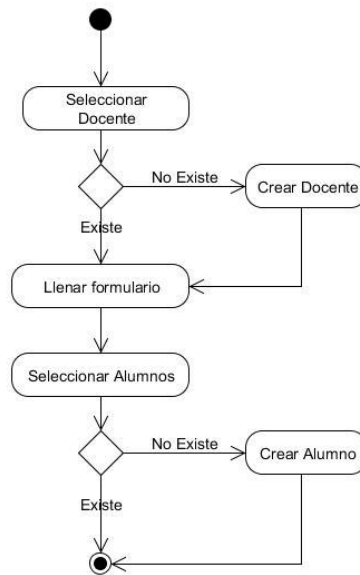 Seleccionar
Docente
No Existe
Crear Docente
Existe
Llenar formulario
Seleccionar Alumnos
No Existe
Crear Alumno
Existe